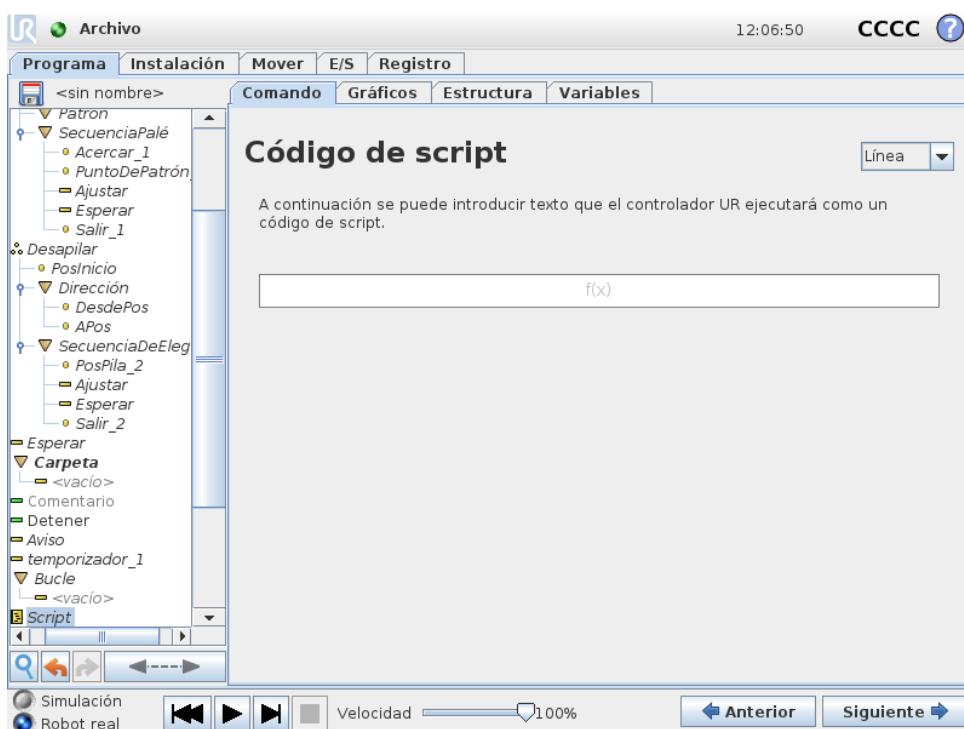 UR Archivo 12:06:50 CCCC ?
Programa Instalación Mover E/S Registro
<sin nombre> Comando Gráficos Estructura Variables
Patrón
SecuenciaPalé
Acercar_1
PuntoDePatrón
Ajustar
Esperar
Salir_1
Desapilar
PosInicio
Dirección
DesdePos
APos
SecuenciaDeEleg
PosPila_2
Ajustar
Esperar
Salir_2
Esperar
Carpeta
<vacío>
Comentario
Detener
Aviso
temporizador_1
Bucle
<vacío>
Script
Código de script
Línea
A continuación se puede introducir texto que el controlador UR ejecutará como un
código de script.
f(x)
Simulación
Robot real
Velocidad 100%
Anterior Siguiente